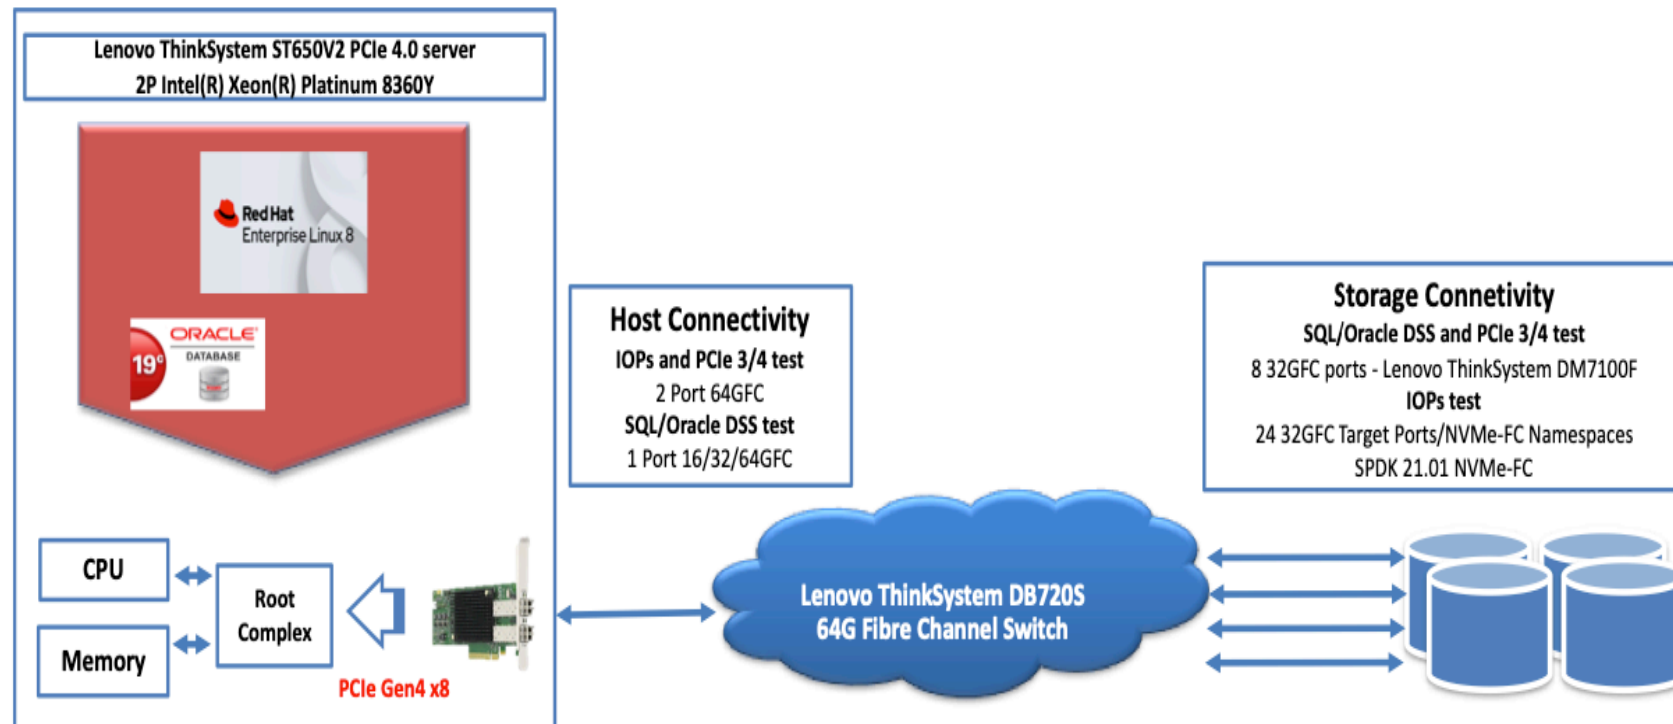 Lenovo ThinkSystem ST650V2 PCIe 4.0 server
2P Intel(R) Xeon(R) Platinum 8360Y
Red Hat
Enterprise Linux 8
19c
ORACLE
DATABASE
Host Connectivity
IOPs and PCIe 3/4 test
2 Port 64GFC
SQL/Oracle DSS test
1 Port 16/32/64GFC
Storage Connetivity
SQL/Oracle DSS and PCIe 3/4 test
8 32GFC ports - Lenovo ThinkSystem DM7100F
IOPs test
24 32GFC Target Ports/NVMe-FC Namespaces
SPDK 21.01 NVMe-FC
CPU
Memory
Root
Complex
PCIe Gen4 x8
Lenovo ThinkSystem DB720S
64G Fibre Channel Switch